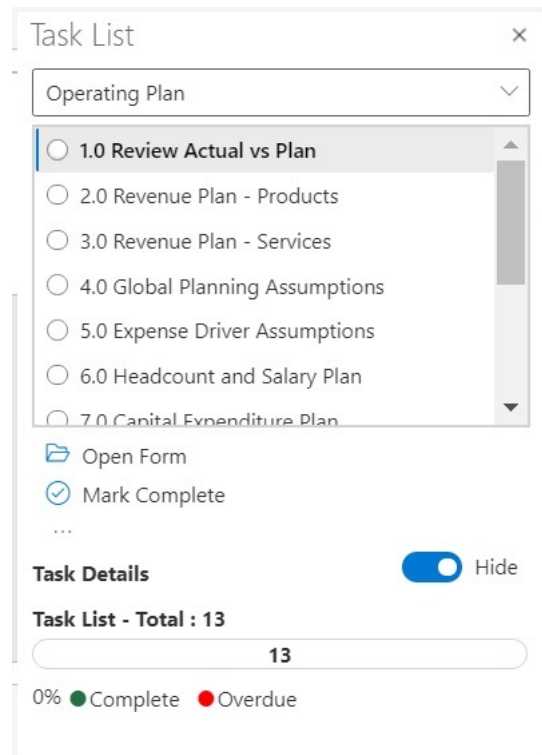 Task List
Operating Plan
1.0 Review Actual vs Plan
2.0 Revenue Plan - Products
3.0 Revenue Plan - Services
4.0 Global Planning Assumptions
5.0 Expense Driver Assumptions
6.0 Headcount and Salary Plan
7.0 Capital Expenditure Plan
Open Form
Mark Complete
...
Task Details Hide
Task List - Total : 13
13
0% Complete Overdue